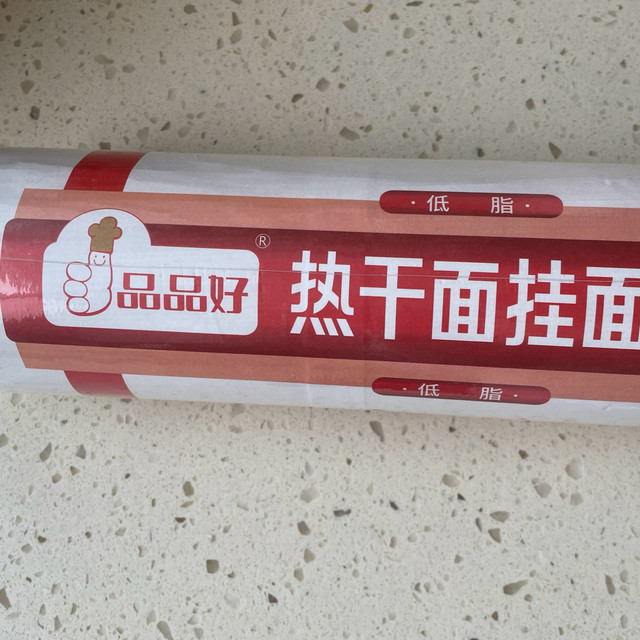 · 低 脂 ·
品品好®
热干面挂面
· 低 脂 ·